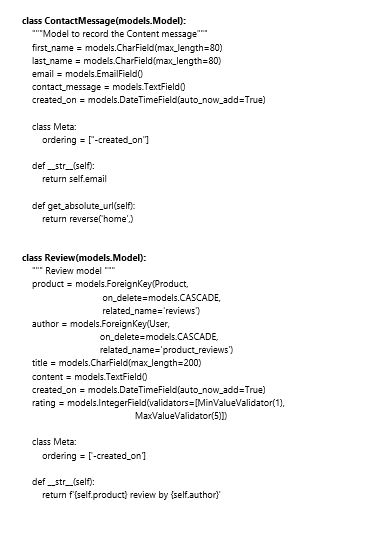 class ContactMessage(models.Model):
"""Model to record the Content message"""
first_name = models.CharField(max_length=80)
last_name = models.CharField(max_length=80)
email = models.EmailField()
contact_message = models.TextField()
created_on = models.DateTimeField(auto_now_add=True)
class Meta:
ordering = ["-created_on"]
def __str__(self):
return self.email
def get_absolute_url(self):
return reverse('home',)
class Review(models.Model):
""" Review model """
product = models.ForeignKey(Product,
on_delete=models.CASCADE,
related_name='reviews')
author = models.ForeignKey(User,
on_delete=models.CASCADE,
related_name='product_reviews')
title = models.CharField(max_length=200)
content = models.TextField()
created_on = models.DateTimeField(auto_now_add=True)
rating = models.IntegerField(validators=[MinValueValidator(1),
MaxValueValidator(5)])
class Meta:
ordering = ['-created_on']
def __str__(self):
return f'{self.product} review by {self.author}'